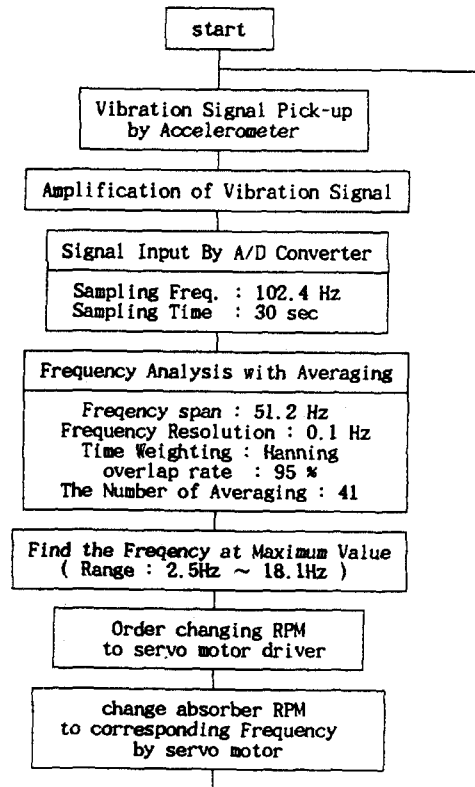 start
Vibration Signal Pick-up
by Accelerometer
Amplification of Vibration Signal
Signal Input By A/D Converter
Sampling Freq. : 102.4 Hz
Sampling Time : 30 sec
Frequency Analysis with Averaging
Freqency span : 51.2 Hz
Frequency Resolution : 0.1 Hz
Time Weighting : Hanning
overlap rate : 95 %
The Number of Averaging : 41
Find the Freqency at Maximum Value
( Range : 2.5Hz ~ 18.1Hz )
Order changing RPM
to servo motor driver
change absorber RPM
to corresponding Frequency
by servo motor